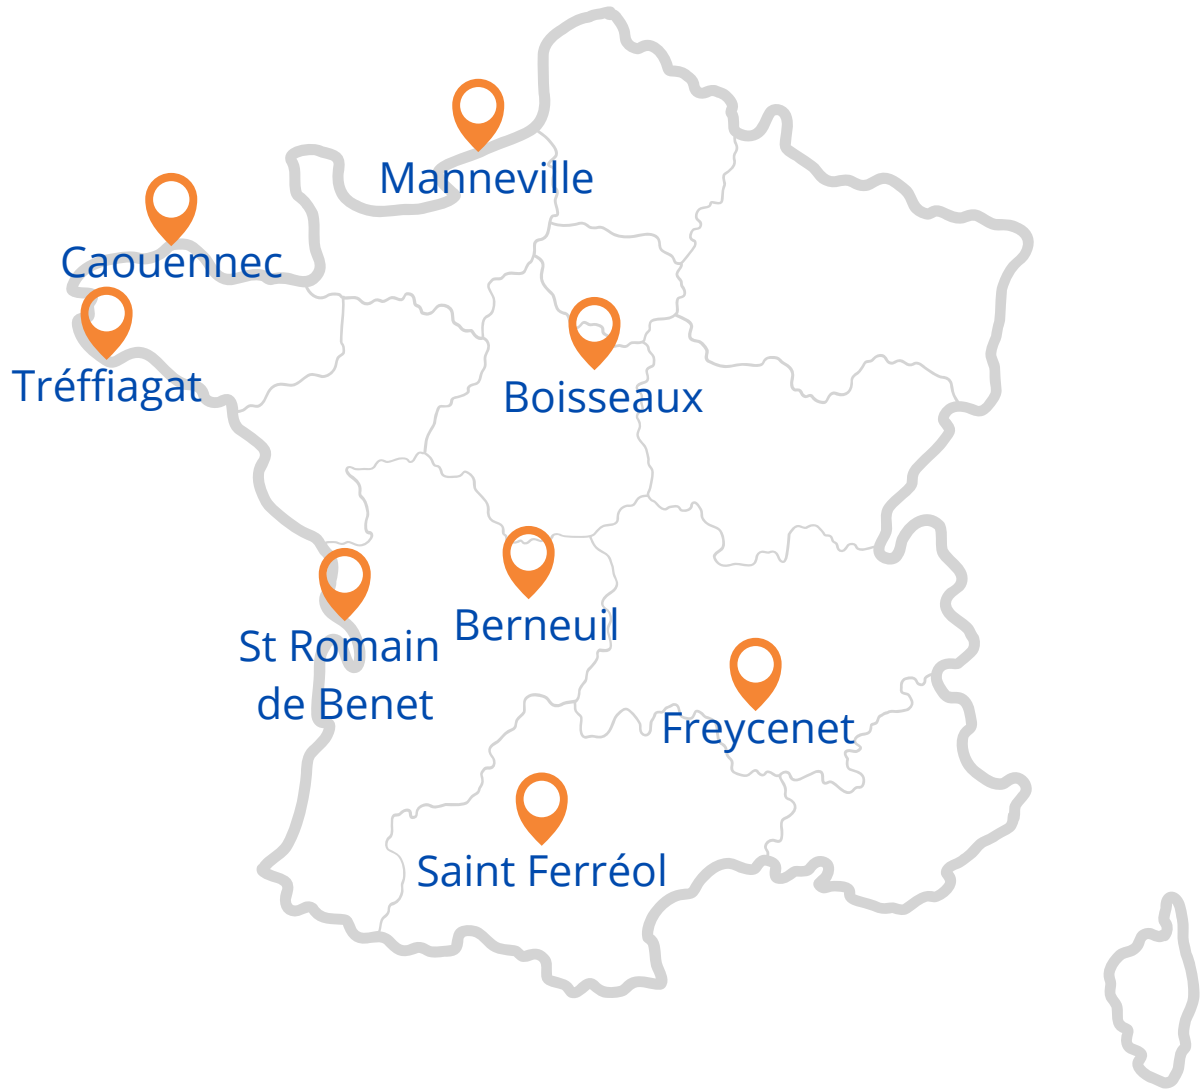 Manneville
Caouennec
Tréffiagat
Boisseaux
Berneuil
St Romain
de Benet
Freycenet
Saint Ferréol